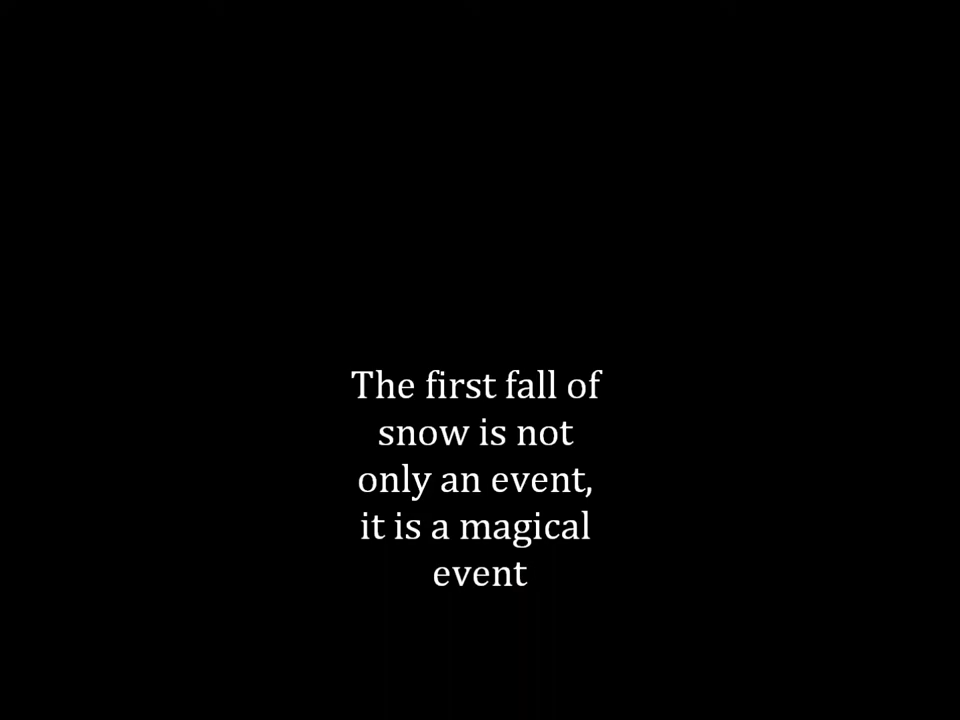 The first fall of
snow is not
only an event,
it is a magical
event